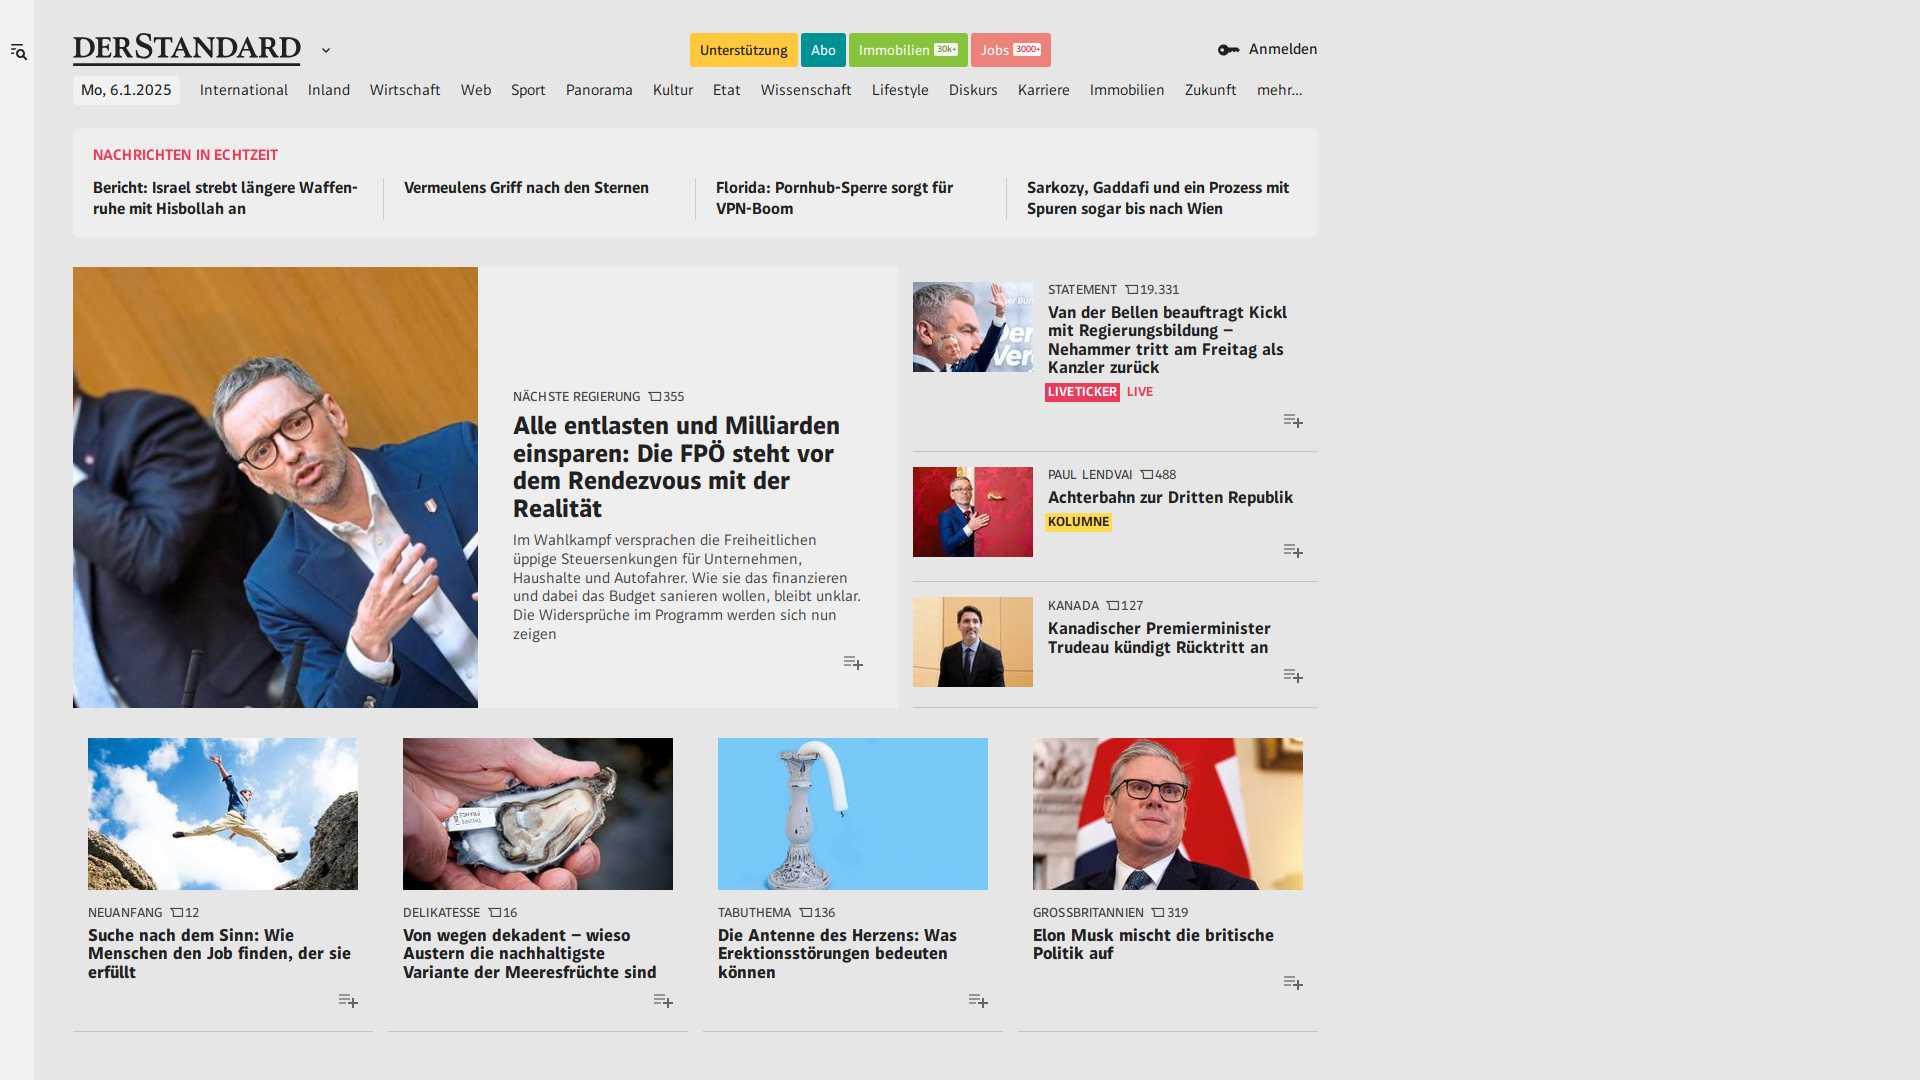 DERSTANDARD
Unterstützung
Abo
Immobilien 30k+
Jobs 3000+
Anmelden
Mo, 6.1.2025
International
Inland
Wirtschaft
Web
Sport
Panorama
Kultur
Etat
Wissenschaft
Lifestyle
Diskurs
Karriere
Immobilien
Zukunft
mehr...
NACHRICHTEN IN ECHTZEIT
Bericht: Israel strebt längere Waffen-
ruhe mit Hisbollah an
Vermeulens Griff nach den Sternen
Florida: Pornhub-Sperre sorgt für
VPN-Boom
Sarkozy, Gaddafi und ein Prozess mit
Spuren sogar bis nach Wien
NÄCHSTE REGIERUNG 355
Alle entlasten und Milliarden
einsparen: Die FPÖ steht vor
dem Rendezvous mit der
Realität
Im Wahlkampf versprachen die Freiheitlichen
üppige Steuersenkungen für Unternehmen,
Haushalte und Autofahrer. Wie sie das finanzieren
und dabei das Budget sanieren wollen, bleibt unklar.
Die Widersprüche im Programm werden sich nun
zeigen
STATEMENT 19.331
Van der Bellen beauftragt Kickl
mit Regierungsbildung –
Nehammer tritt am Freitag als
Kanzler zurück
LIVETICKER LIVE
PAUL LENDVAI 488
Achterbahn zur Dritten Republik
KOLUMNE
KANADA 127
Kanadischer Premierminister
Trudeau kündigt Rücktritt an
NEUANFANG 12
Suche nach dem Sinn: Wie
Menschen den Job finden, der sie
erfüllt
DELIKATESSE 16
Von wegen dekadent – wieso
Austern die nachhaltigste
Variante der Meeresfrüchte sind
TABUTHEMA 136
Die Antenne des Herzens: Was
Erektionsstörungen bedeuten
können
GROSSBRITANNIEN 319
Elon Musk mischt die britische
Politik auf